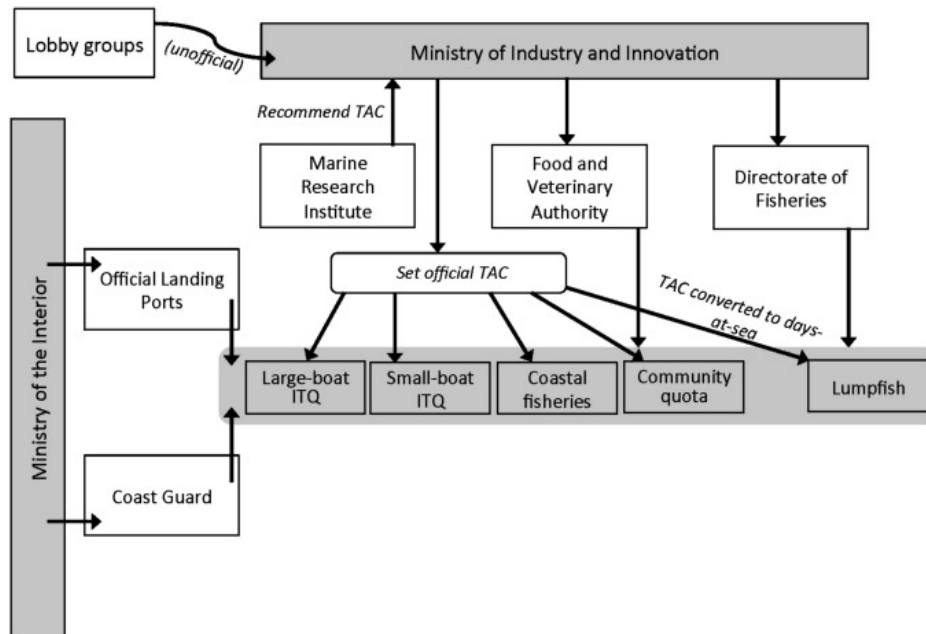 Lobby groups
(unofficial)
Ministry of Industry and Innovation
Recommend TAC
Marine
Research
Institute
Food and
Veterinary
Authority
Directorate of
Fisheries
Ministry of the Interior
Official Landing
Ports
Set official TAC
TAC converted to days-
at-sea
Large-boat
ITQ
Small-boat
ITQ
Coastal
fisheries
Community
quota
Lumpfish
Coast Guard